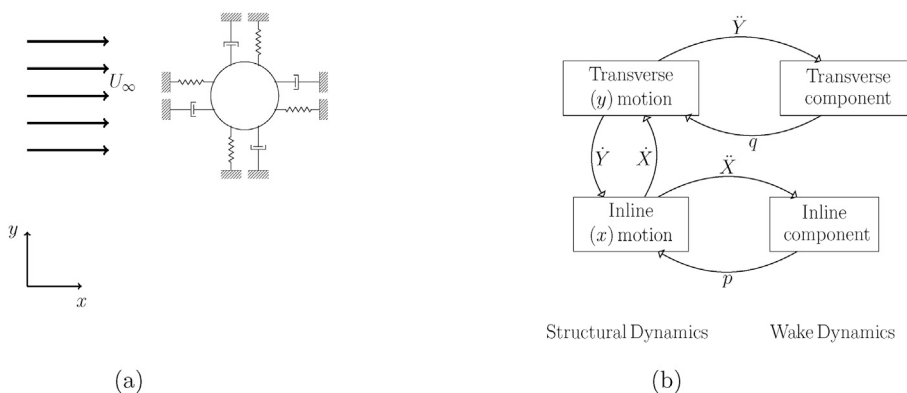 U∞
y
x
(a)
Ÿ
Transverse
(y) motion
Transverse
component
q
Ẏ
Ẋ
Ẍ
Inline
(x) motion
Inline
component
p
Structural Dynamics
Wake Dynamics
(b)